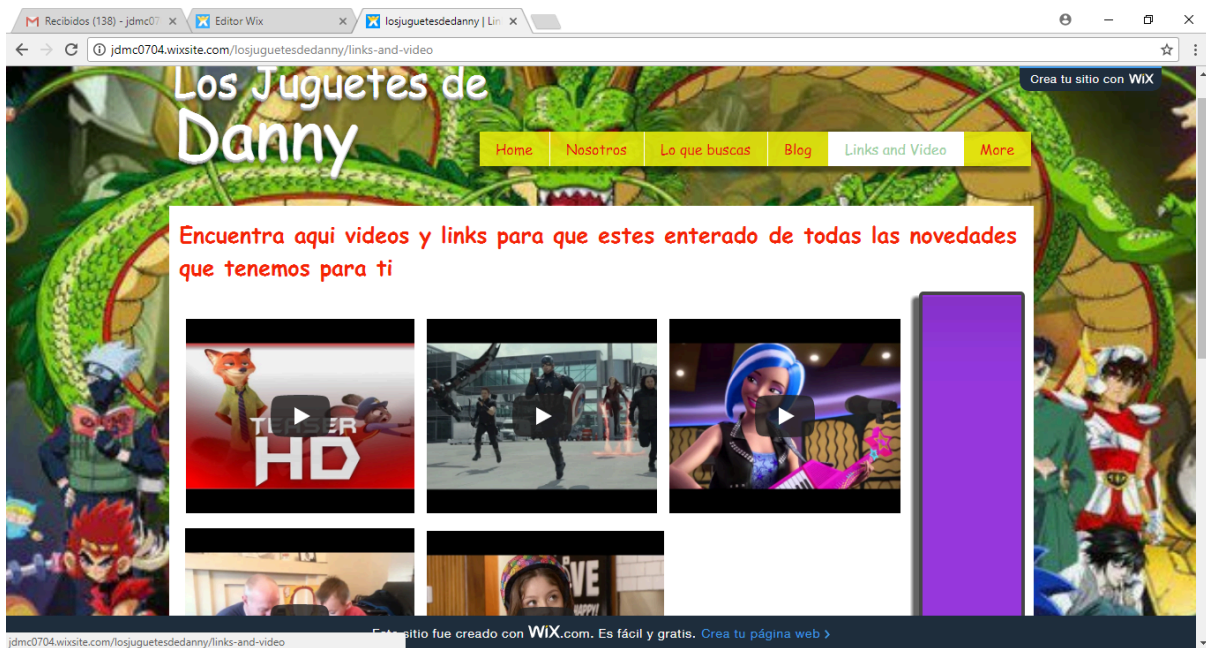 Recibidos (138) - jdmc07
Editor Wix
losjuguetesdedanny | Lin
jdmc0704.wixsite.com/losjuguetesdedanny/links-and-video
Crea tu sitio con WiX
Los Juguetes de
Danny
Home Nosotros Lo que buscas Blog Links and Video More
Encuentra aqui videos y links para que estes enterado de todas las novedades
que tenemos para ti
TEASER
HD
HAPPY!
sitio fue creado con WiX.com. Es fácil y gratis. Crea tu página web >
jdmc0704.wixsite.com/losjuguetesdedanny/links-and-video